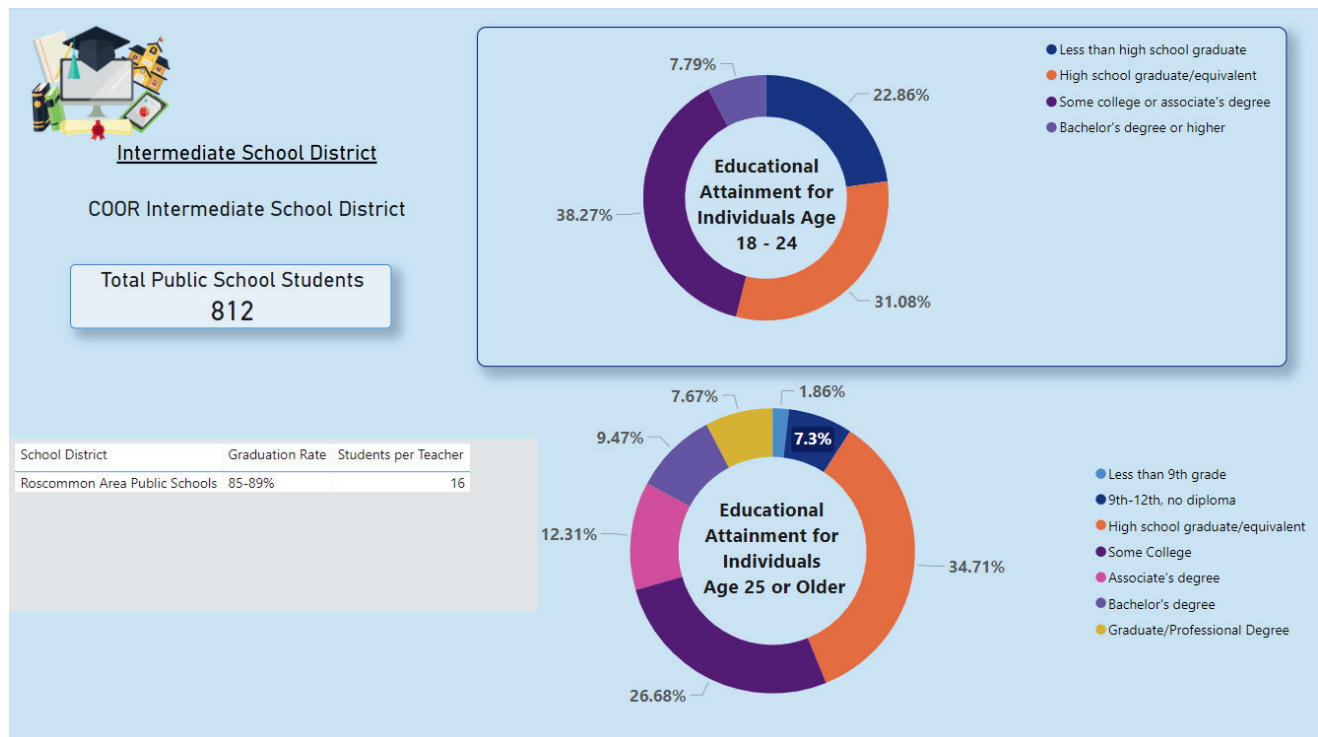 Intermediate School District
COOR Intermediate School District
Total Public School Students
812
School District Graduation Rate Students per Teacher
Roscommon Area Public Schools 85-89% 16
7.79%
22.86%
38.27%
31.08%
Educational
Attainment for
Individuals Age
18 - 24
Less than high school graduate
High school graduate/equivalent
Some college or associate's degree
Bachelor's degree or higher
7.67%
1.86%
9.47%
7.3%
12.31%
34.71%
26.68%
Educational
Attainment for
Individuals
Age 25 or Older
Less than 9th grade
9th-12th, no diploma
High school graduate/equivalent
Some College
Associate's degree
Bachelor's degree
Graduate/Professional Degree